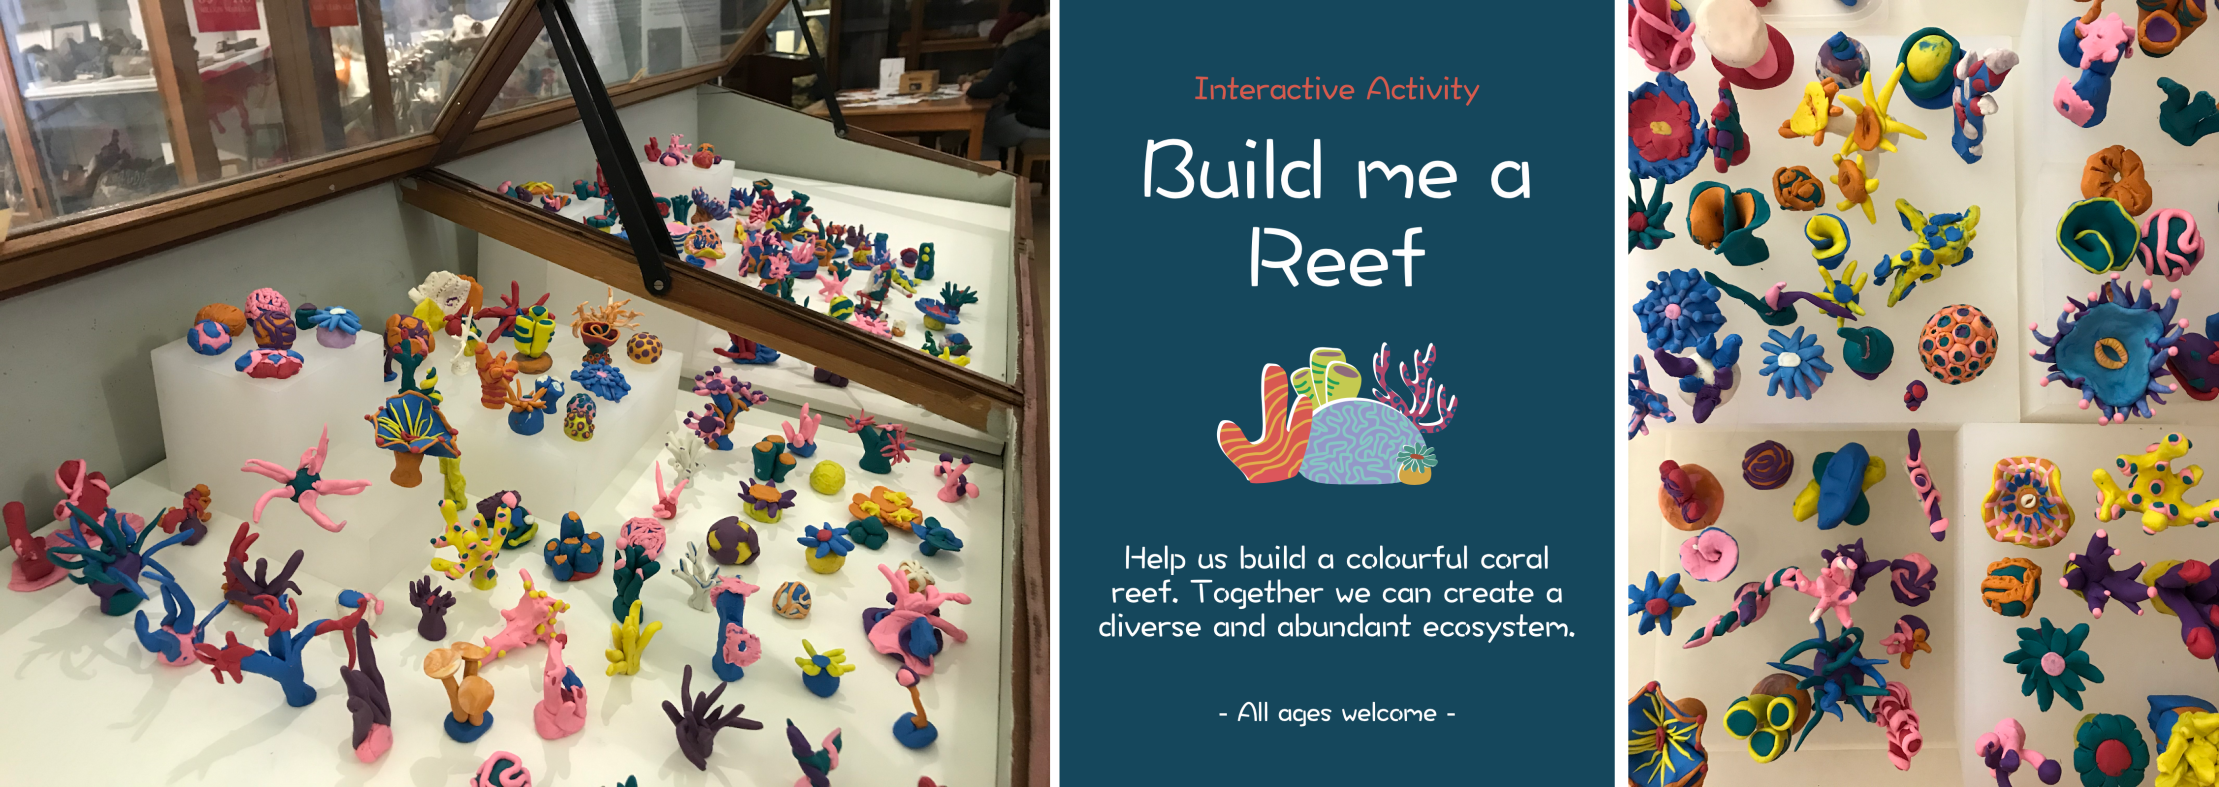 Interactive Activity
Build me a
Reef
Help us build a colourful coral
reef. Together we can create a
diverse and abundant ecosystem.
- All ages welcome -